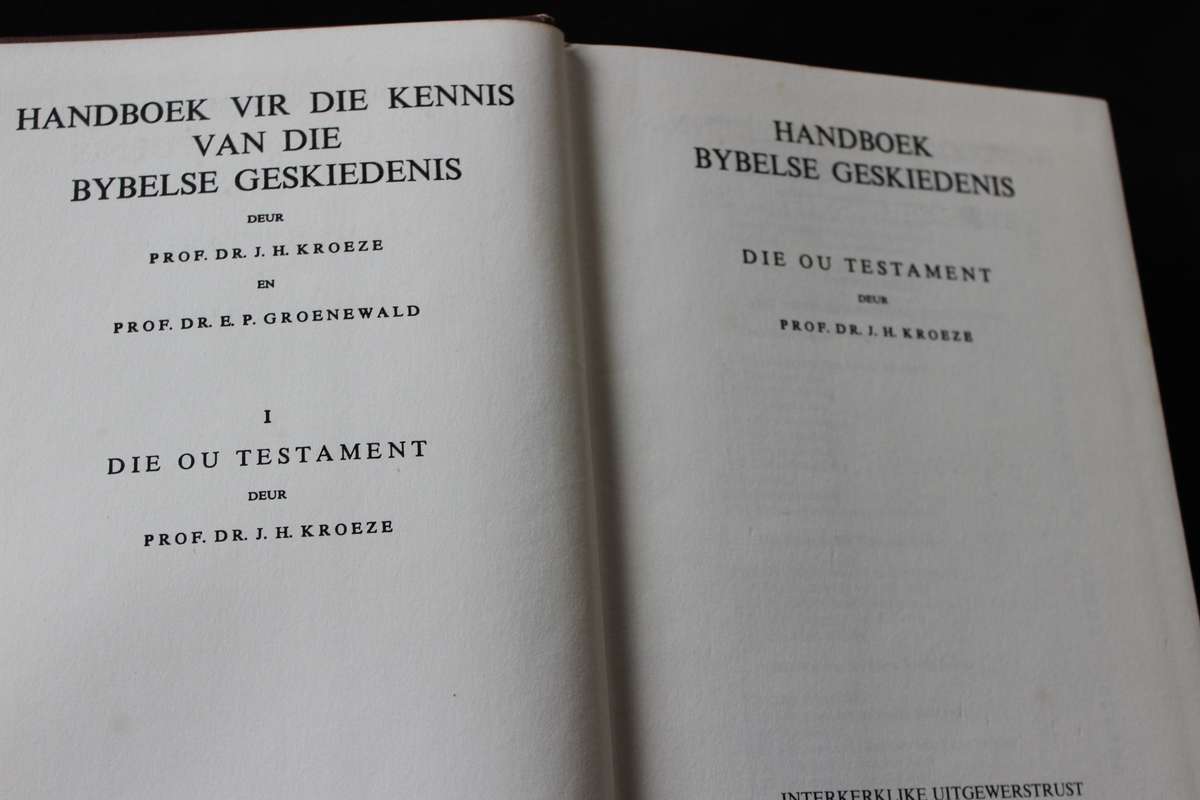 HANDBOEK VIR DIE KENNIS
VAN DIE
BYBELSE GESKIEDENIS
DEUR
PROF. DR. J. H. KROEZE
EN
PROF. DR. E. P. GROENEWALD
I
DIE OU TESTAMENT
DEUR
PROF. DR. J. H. KROEZE
HANDBOEK
BYBELSE GESKIEDENIS
DIE OU TESTAMENT
DEUR
PROF. DR. J. H. KROEZE
INTERKERKLIKE UITGEWERSTRUST